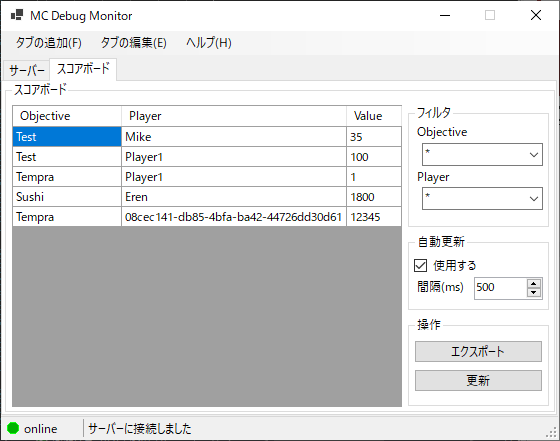 MC Debug Monitor
タブの追加(F) タブの編集(E) ヘルプ(H)
サーバー スコアボード
スコアボード
Objective Player Value
Test Mike 35
Test Player1 100
Tempra Player1 1
Sushi Eren 1800
Tempra 08cec141-db85-4bfa-ba42-44726dd30d61 12345
フィルタ
Objective
*
Player
*
自動更新
使用する
間隔(ms) 500
操作
エクスポート
更新
online サーバーに接続しました